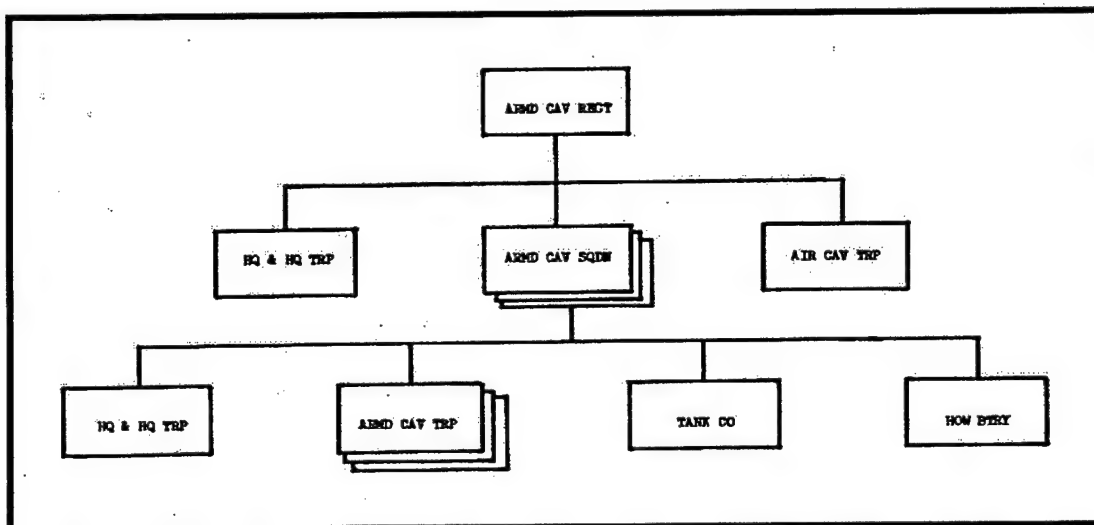 ARMD CAV REGT
HQ & HQ TRP
ARMD CAV SQDN
AIR CAV TRP
HQ & HQ TRP
ARMD CAV TRP
TANK CO
HOW BTRY